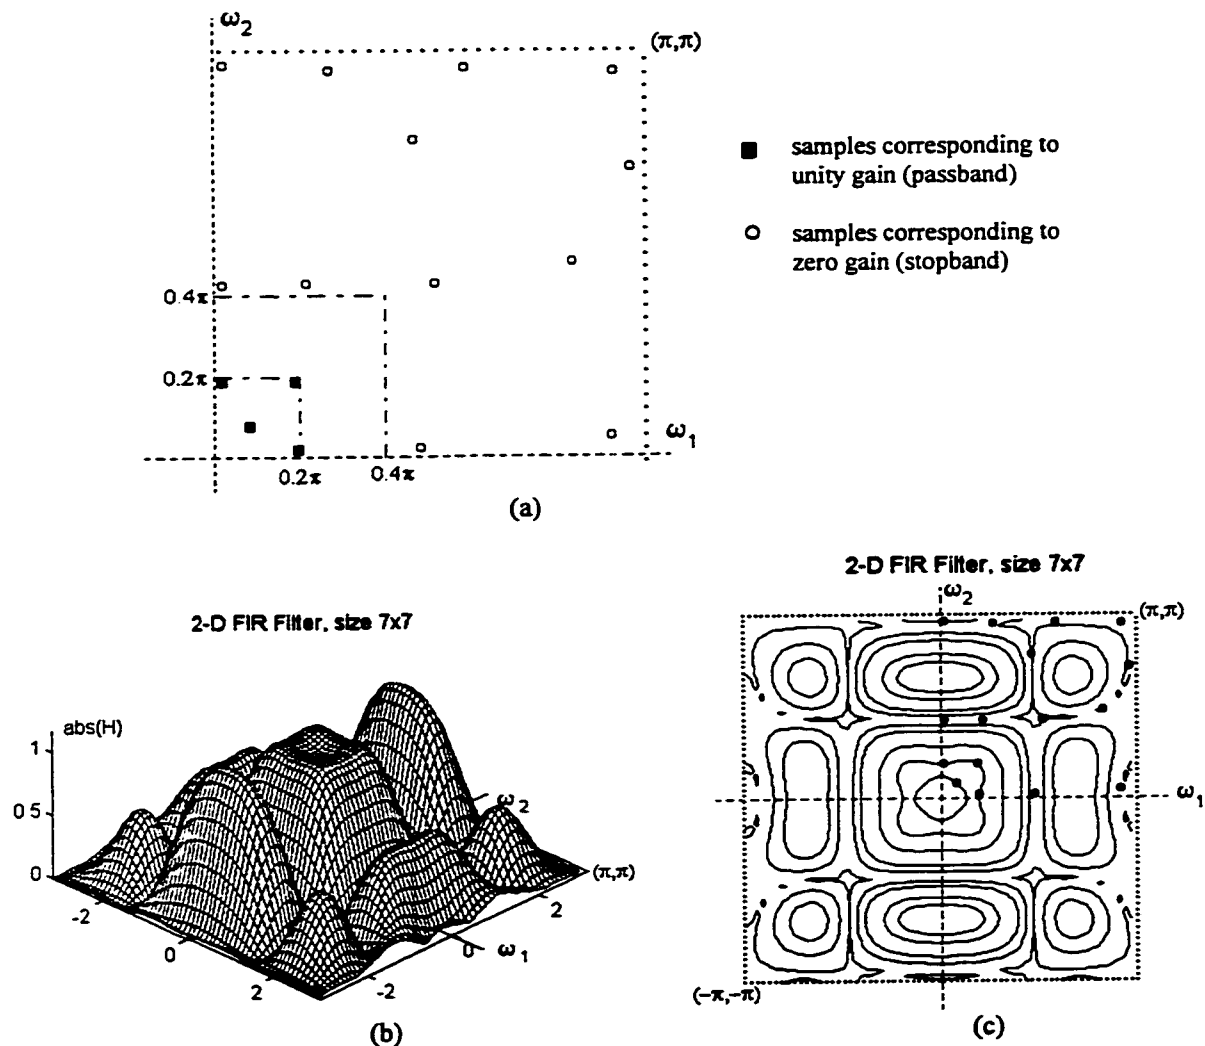 ω2
(π,π)
samples corresponding to
unity gain (passband)
samples corresponding to
zero gain (stopband)
0.4π
0.2π
ω1
0.2π
0.4π
(a)
2-D FIR Filter, size 7x7
abs(H)
1
0 5
0
-2
0
2
-2
0
2
ω2
(π,π)
ω1
(b)
2-D FIR Filter, size 7x7
ω2
(π,π)
ω1
(-π,-π)
(c)